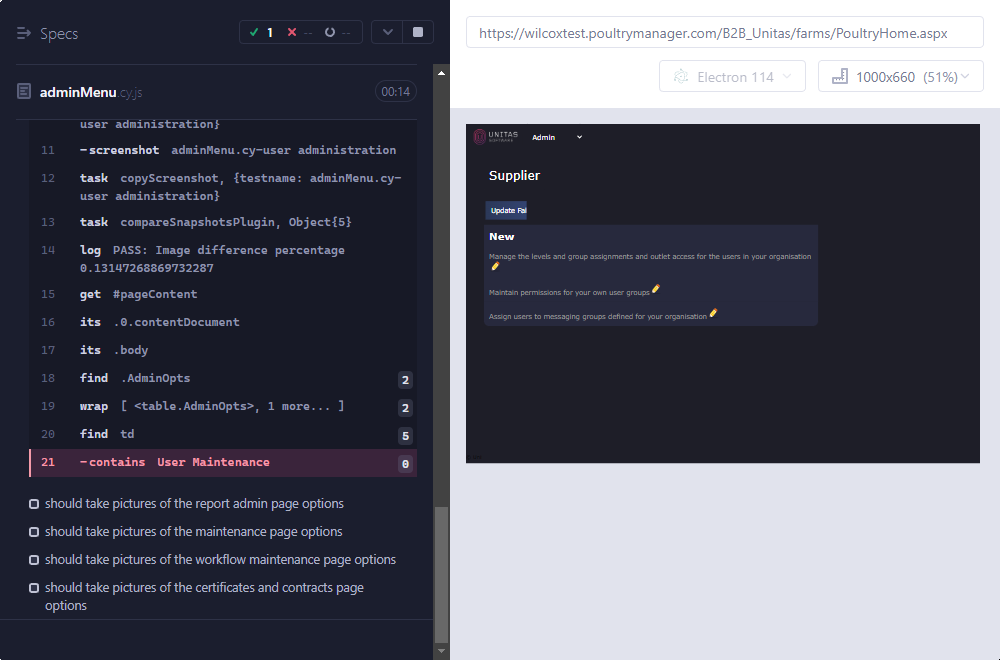 Specs
1
--
--
adminMenu.cy.js
00:14
user administration}
11 -screenshot adminMenu.cy-user administration
12 task copyScreenshot, {testname: adminMenu.cy-
user administration}
13 task compareSnapshotsPlugin, Object{5}
14 log PASS: Image difference percentage
0.13147268869732287
15 get #pageContent
16 its .0.contentDocument
17 its .body
18 find .AdminOpts 2
19 wrap [ <table.AdminOpts>, 1 more... ] 2
20 find td 5
21 -contains User Maintenance 0
should take pictures of the report admin page options
should take pictures of the maintenance page options
should take pictures of the workflow maintenance page options
should take pictures of the certificates and contracts page
options
https://wilcoxtest.poultrymanager.com/B2B_Unitas/farms/PoultryHome.aspx
Electron 114
1000x660 (51%)
UNITAS
SOFTWARE
Admin
Supplier
Update Fai
New
Manage the levels and group assignments and outlet access for the users in your organisation
Maintain permissions for your own user groups
Assign users to messaging groups defined for your organisation